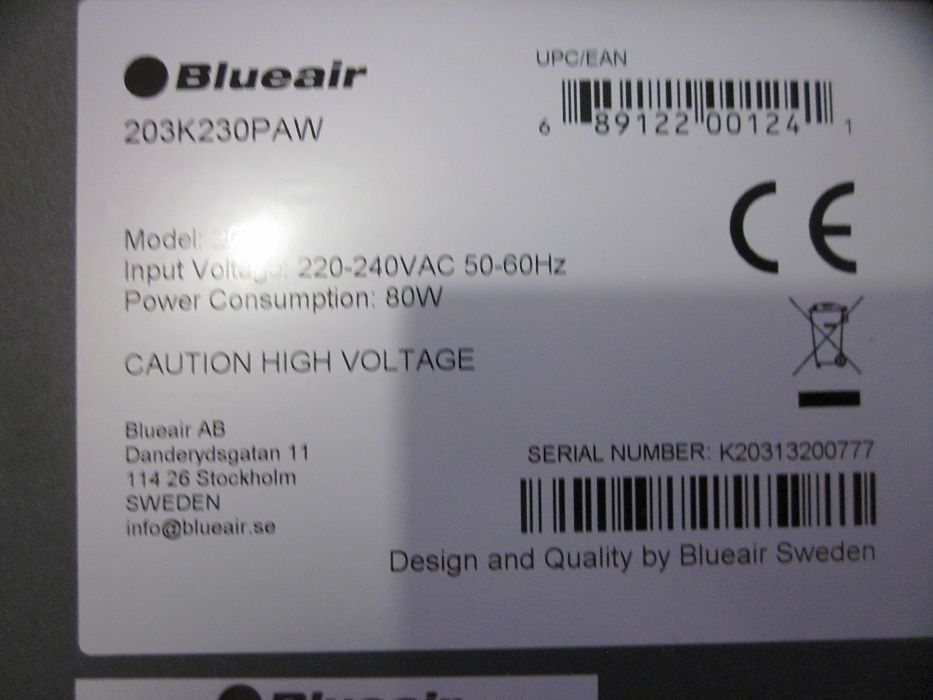 Blueair
203K230PAW
UPC/EAN
6 89122 00124 1
Model:
Input Voltage: 220-240VAC 50-60Hz
Power Consumption: 80W
CE
CAUTION HIGH VOLTAGE
Blueair AB
Danderydsgatan 11
114 26 Stockholm
SWEDEN
info@blueair.se
SERIAL NUMBER: K20313200777
Design and Quality by Blueair Sweden
Blueair